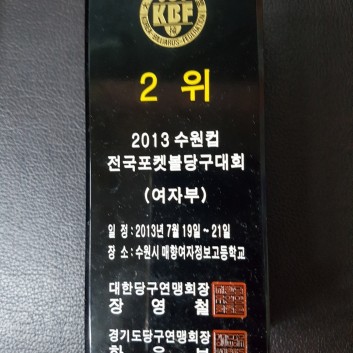 KBF
KOREA BILLIARDS FEDERATION
2 위
2013 수원컵
전국포켓볼당구대회
(여자부)
일 정 : 2013년 7월 19일 ~ 21일
장 소 : 수원시 매향여자정보고등학교
대한당구연맹회장
장 영 철
경기도당구연맹회장